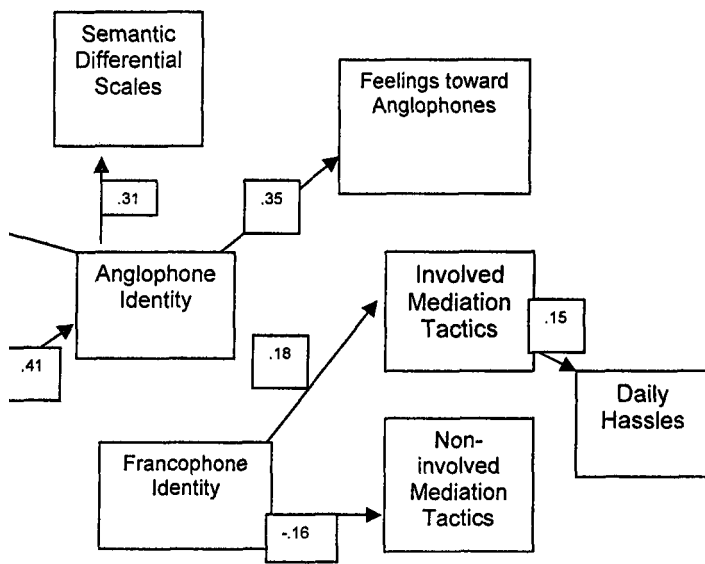 Semantic
Differential
Scales
Feelings toward
Anglophones
.31
.35
Anglophone
Identity
Involved
Mediation
Tactics
.15
.18
.41
Daily
Hassles
Francophone
Identity
Non-
involved
Mediation
Tactics
-.16